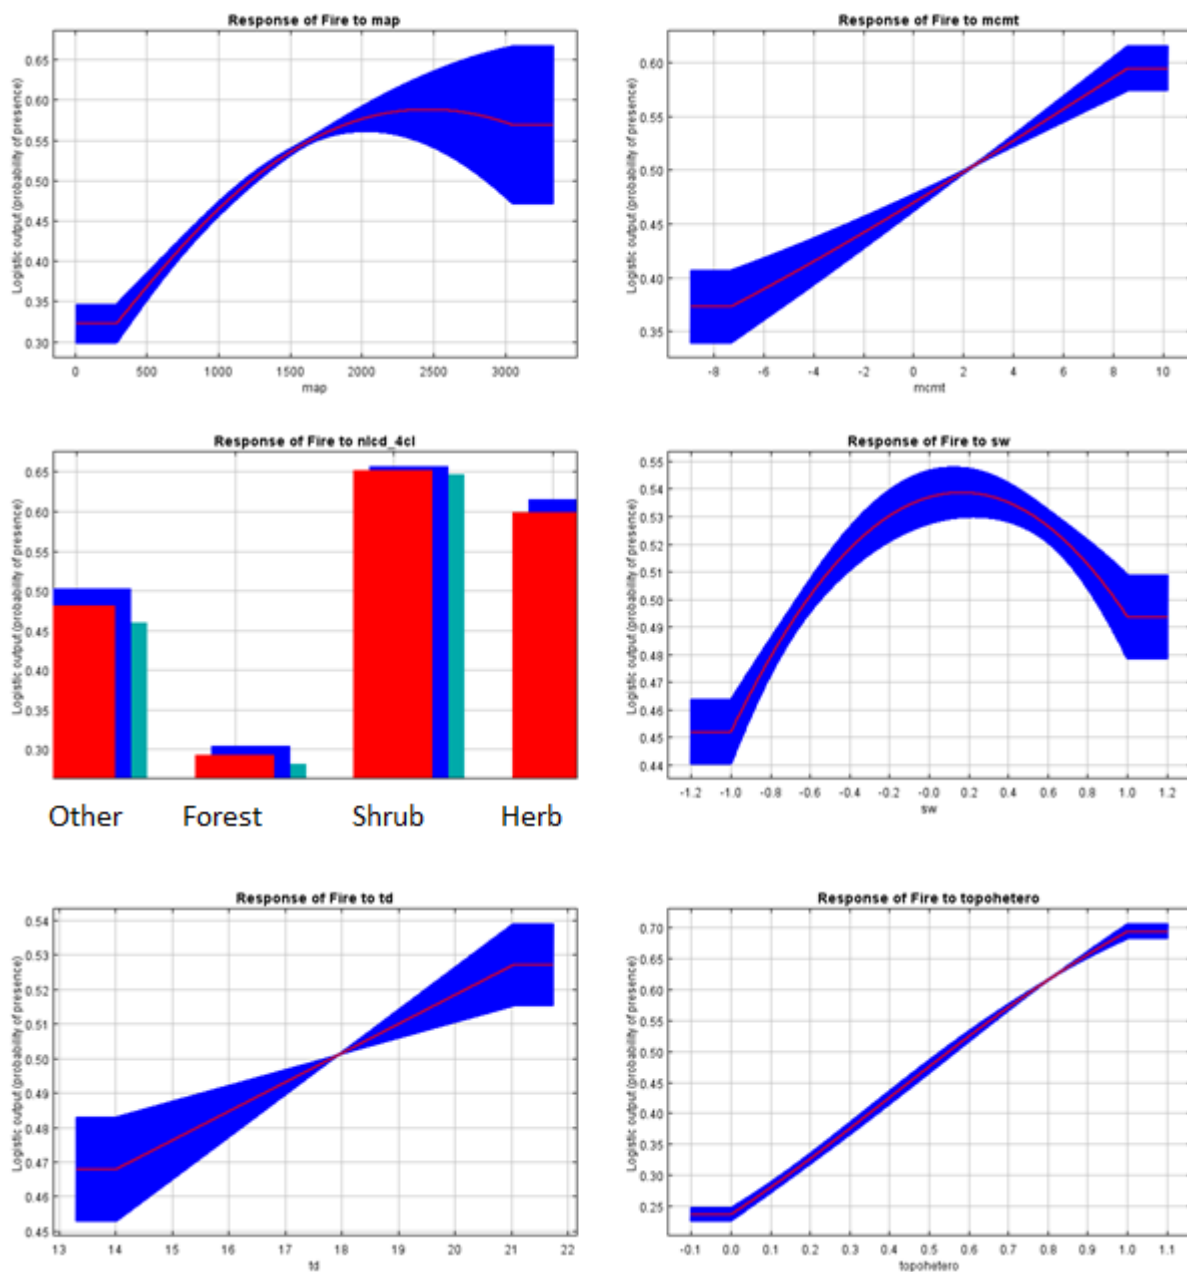 Response of Fire to map
Logistic output (probability of presence)
0.65
0.60
0.55
0.50
0.45
0.40
0.35
0.30
0 500 1000 1500 2000 2500 3000
map
Response of Fire to mcmt
Logistic output (probability of presence)
0.60
0.55
0.50
0.45
0.40
0.35
-8 -6 -4 -2 0 2 4 6 8 10
mcmt
Response of Fire to nlcd_4cl
Logistic output (probability of presence)
0.65
0.60
0.55
0.50
0.45
0.40
0.35
0.30
Other Forest Shrub Herb
Response of Fire to sw
Logistic output (probability of presence)
0.55
0.54
0.53
0.52
0.51
0.50
0.49
0.48
0.47
0.46
0.45
0.44
-1.2 -1.0 -0.8 -0.6 -0.4 -0.2 -0.0 0.2 0.4 0.6 0.8 1.0 1.2
sw
Response of Fire to td
Logistic output (probability of presence)
0.54
0.53
0.52
0.51
0.50
0.49
0.48
0.47
0.46
0.45
13 14 15 16 17 18 19 20 21 22
td
Response of Fire to topohetero
Logistic output (probability of presence)
0.70
0.65
0.60
0.55
0.50
0.45
0.40
0.35
0.30
0.25
-0.1 0.0 0.1 0.2 0.3 0.4 0.5 0.6 0.7 0.8 0.9 1.0 1.1
topohetero